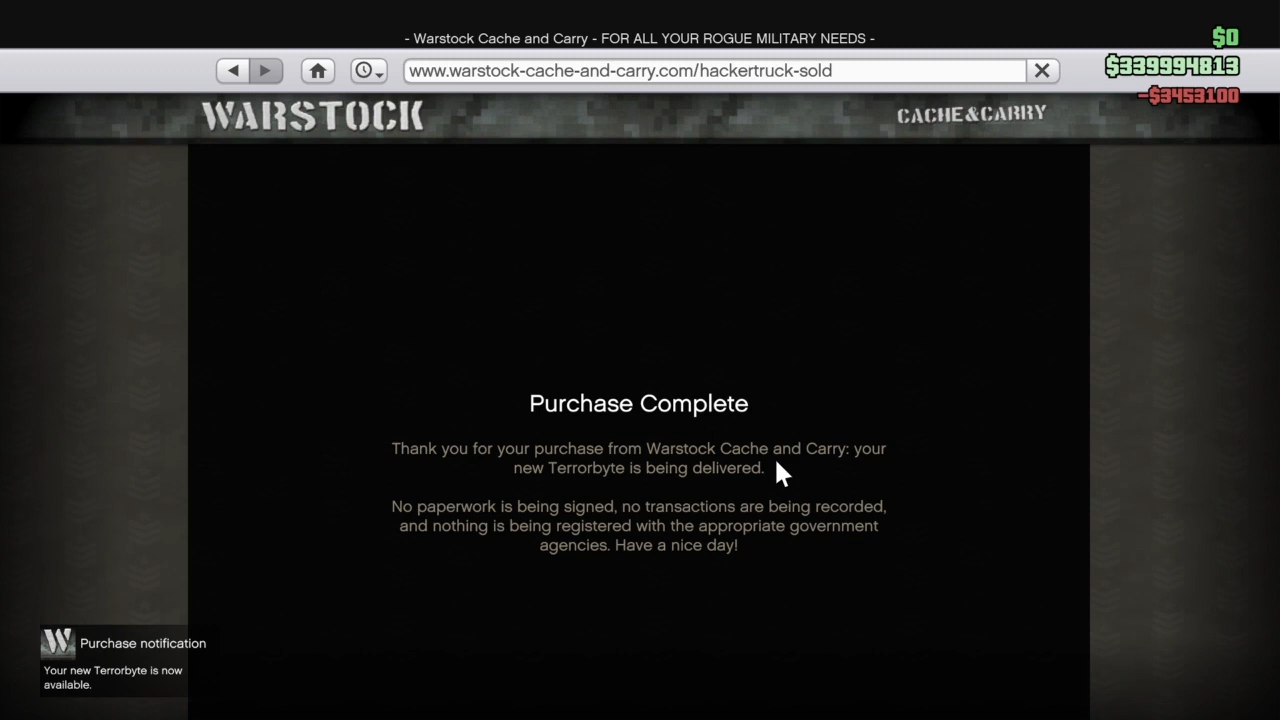 - Warstock Cache and Carry - FOR ALL YOUR ROGUE MILITARY NEEDS -
$0
www.warstock-cache-and-carry.com/hackertruck-sold
$339994813
-$3453100
WARSTOCK
CACHE&CARRY
Purchase Complete
Thank you for your purchase from Warstock Cache and Carry: your
new Terrorbyte is being delivered.
No paperwork is being signed, no transactions are being recorded,
and nothing is being registered with the appropriate government
agencies. Have a nice day!
W
Purchase notification
Your new Terrorbyte is now
available.